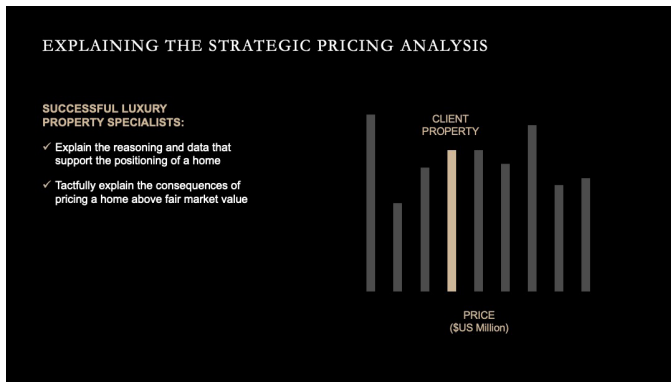 EXPLAINING THE STRATEGIC PRICING ANALYSIS
SUCCESSFUL LUXURY
PROPERTY SPECIALISTS:
✓ Explain the reasoning and data that
support the positioning of a home
✓ Tactfully explain the consequences of
pricing a home above fair market value
CLIENT
PROPERTY
PRICE
($US Million)